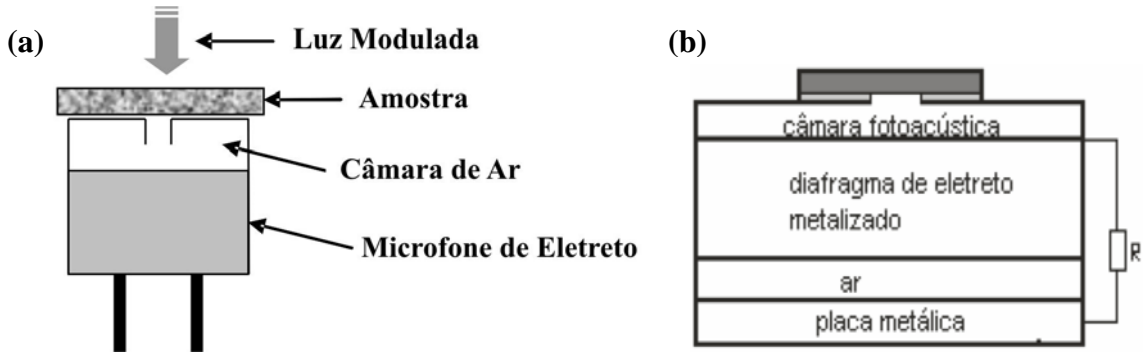 (a)
Luz Modulada
Amostra
Câmara de Ar
Microfone de Eletreto
(b)
câmara fotoacústica
diafragma de eletreto
metalizado
ar
placa metálica
R